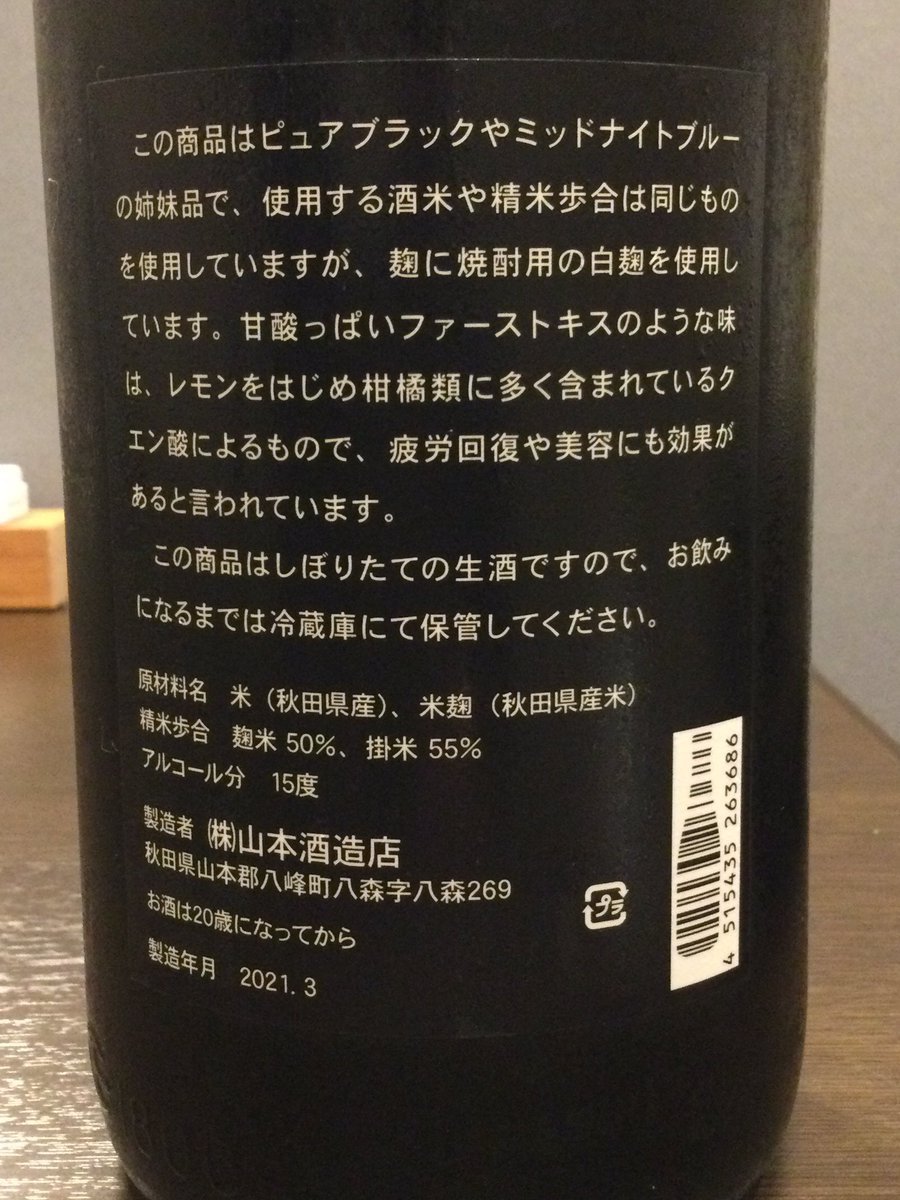 この商品はピュアブラックやミッドナイトブルー
の姉妹品で、使用する酒米や精米歩合は同じもの
を使用していますが、麹に焼酎用の白麹を使用し
ています。甘酸っぱいファーストキスのような味
は、レモンをはじめ柑橘類に多く含まれているク
エン酸によるもので、疲労回復や美容にも効果が
あると言われています。
この商品はしぼりたての生酒ですので、お飲み
になるまでは冷蔵庫にて保管してください。
原材料名 米（秋田県産）、米麹（秋田県産米）
精米歩合 麹米 50%、掛米 55%
アルコール分 15度
製造者 ㈱山本酒造店
秋田県山本郡八峰町八森字八森269
お酒は20歳になってから
製造年月 2021.3
プラ
4 515435 263686